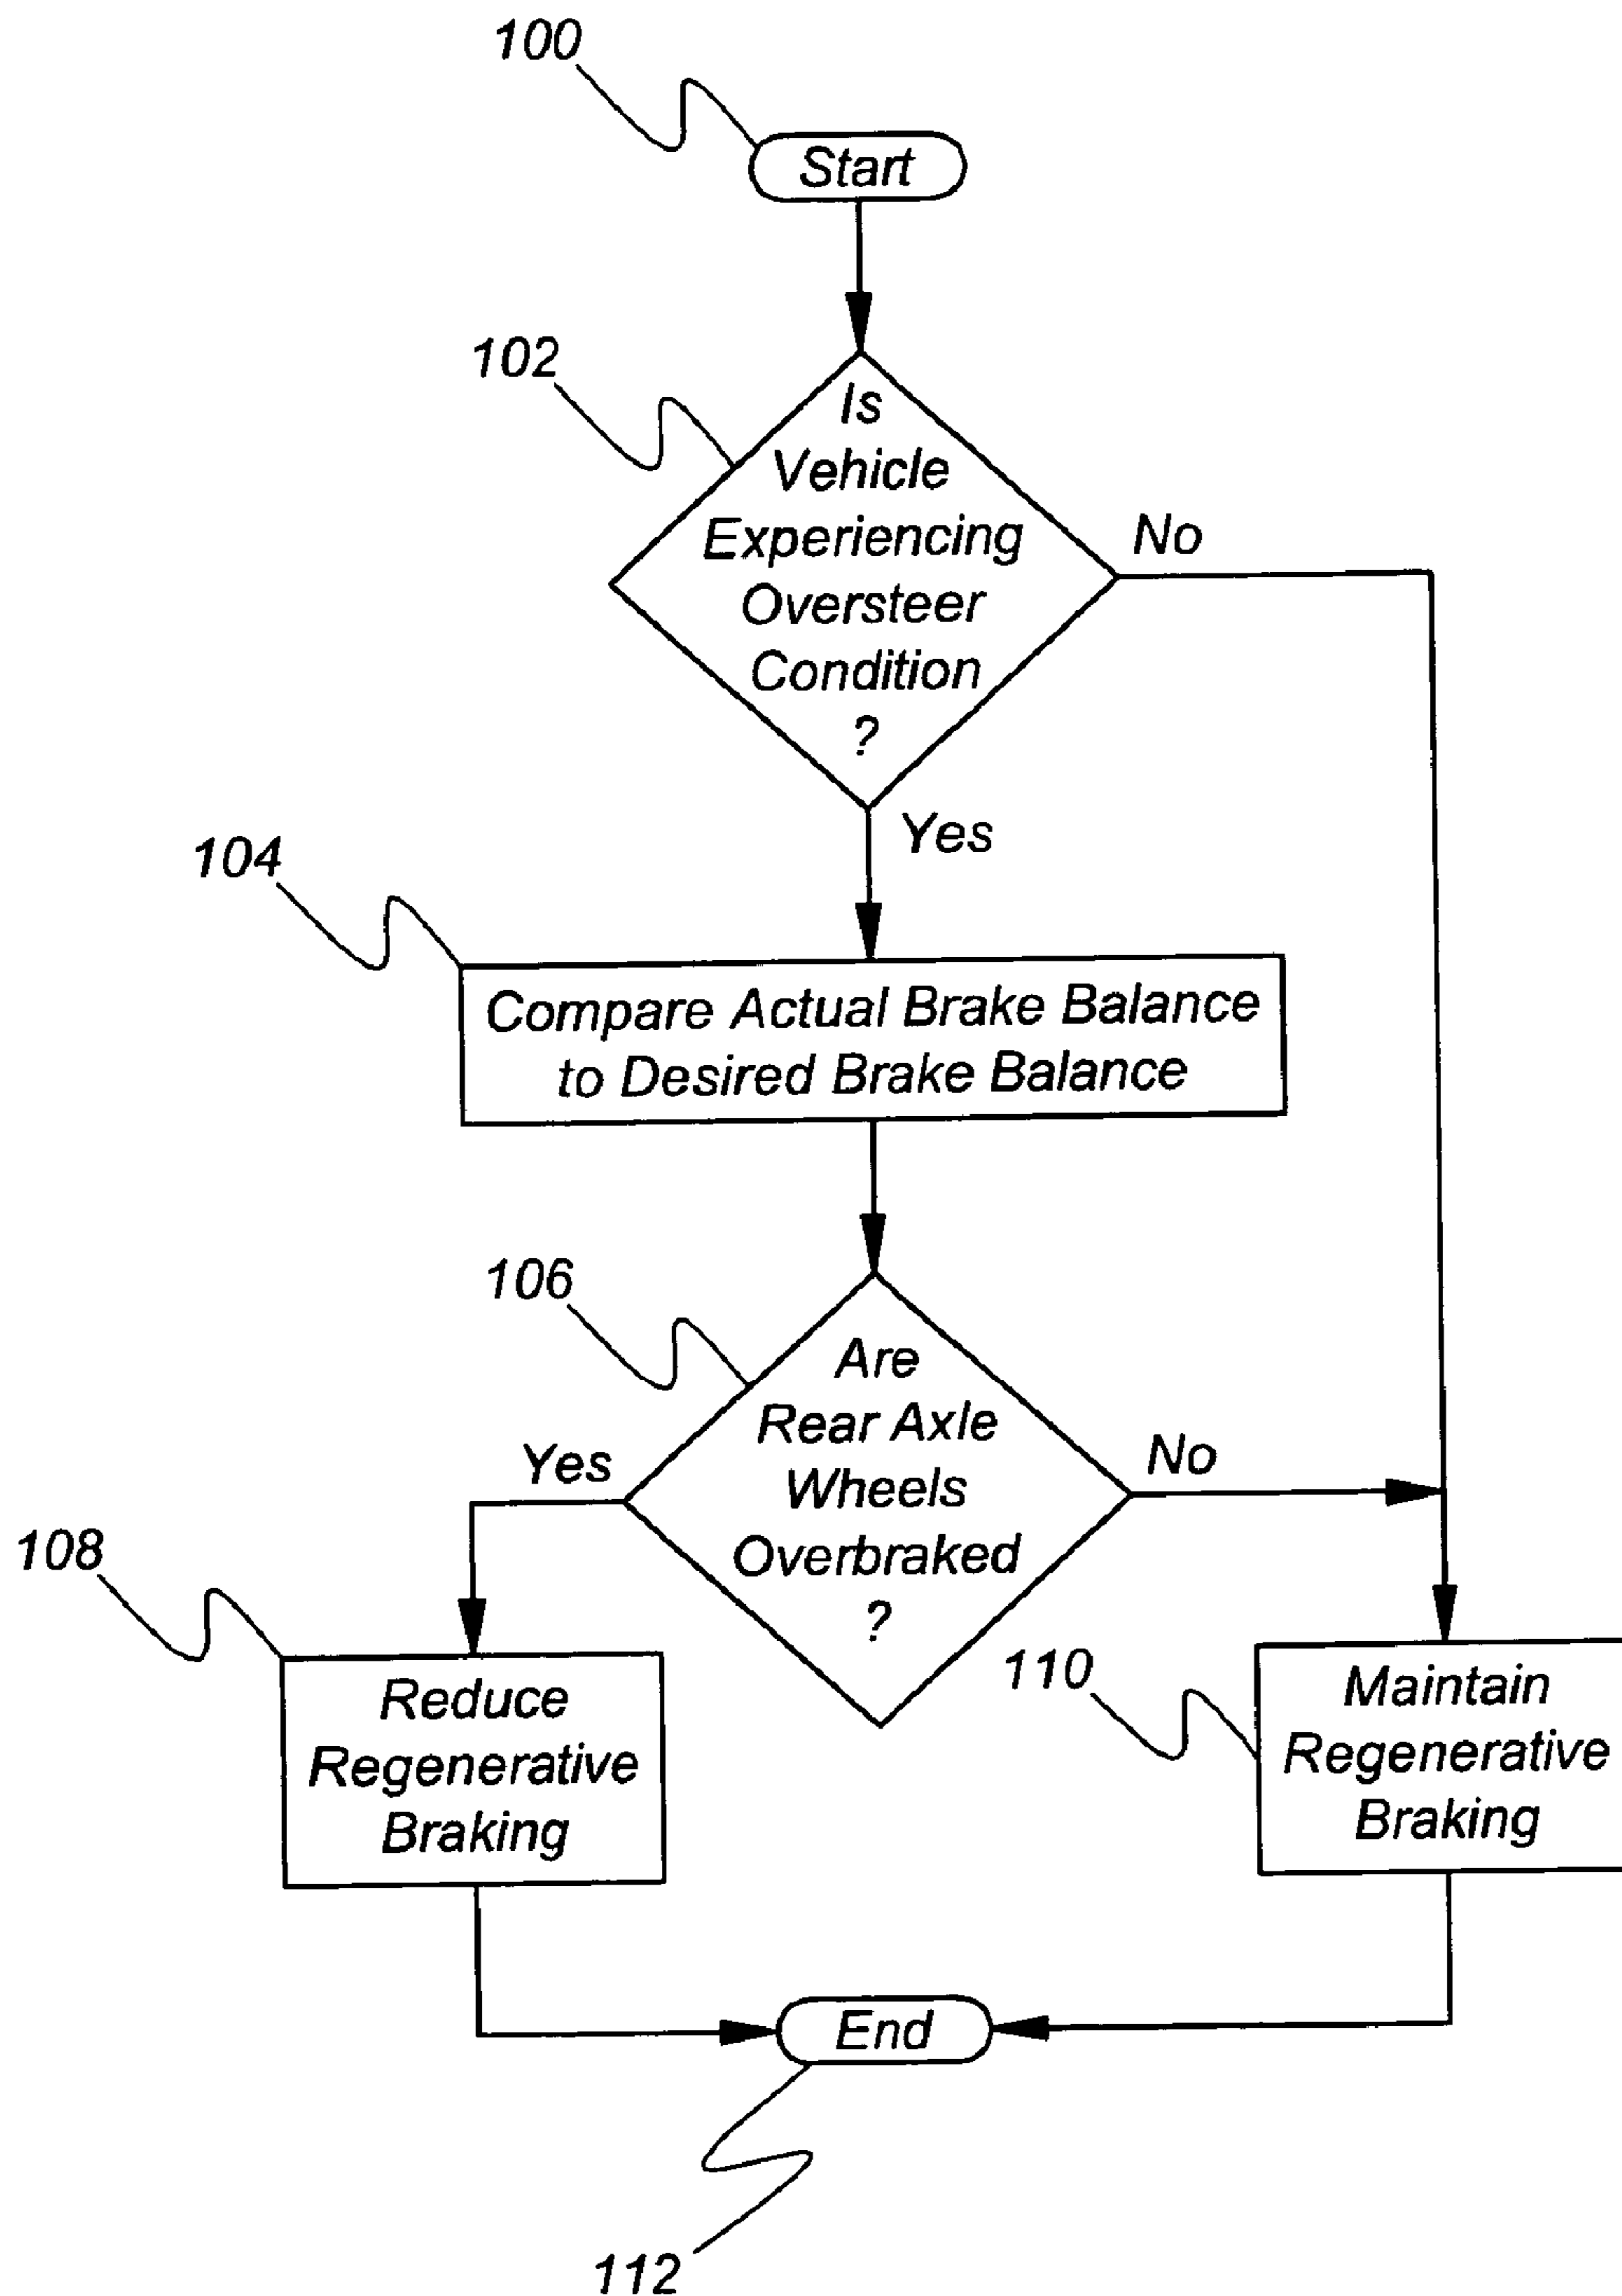 100
Start
102
Is
Vehicle
Experiencing
Oversteer
Condition
?
No
Yes
104
Compare Actual Brake Balance
to Desired Brake Balance
106
Are
Rear Axle
Wheels
Overbraked
?
Yes
No
108
Reduce
Regenerative
Braking
110
Maintain
Regenerative
Braking
End
112